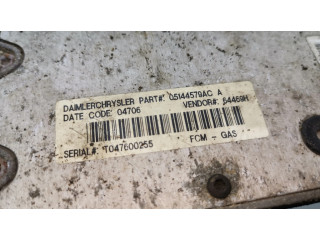 DAIMLERCHRYSLER PART#: 05144579AC A
DATE CODE: 04706 VENDOR#: 54469H
SERIAL#: T047600255 FCM - GAS